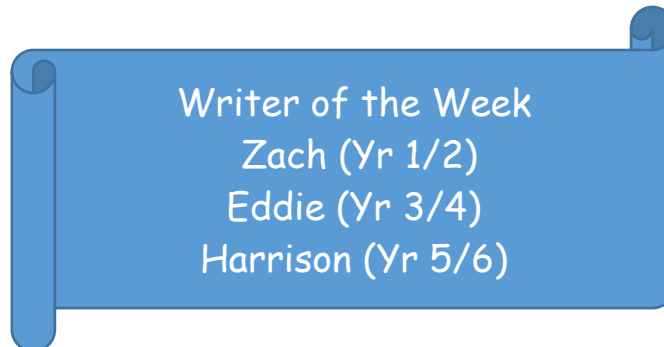 Writer of the Week
Zach (Yr 1/2)
Eddie (Yr 3/4)
Harrison (Yr 5/6)